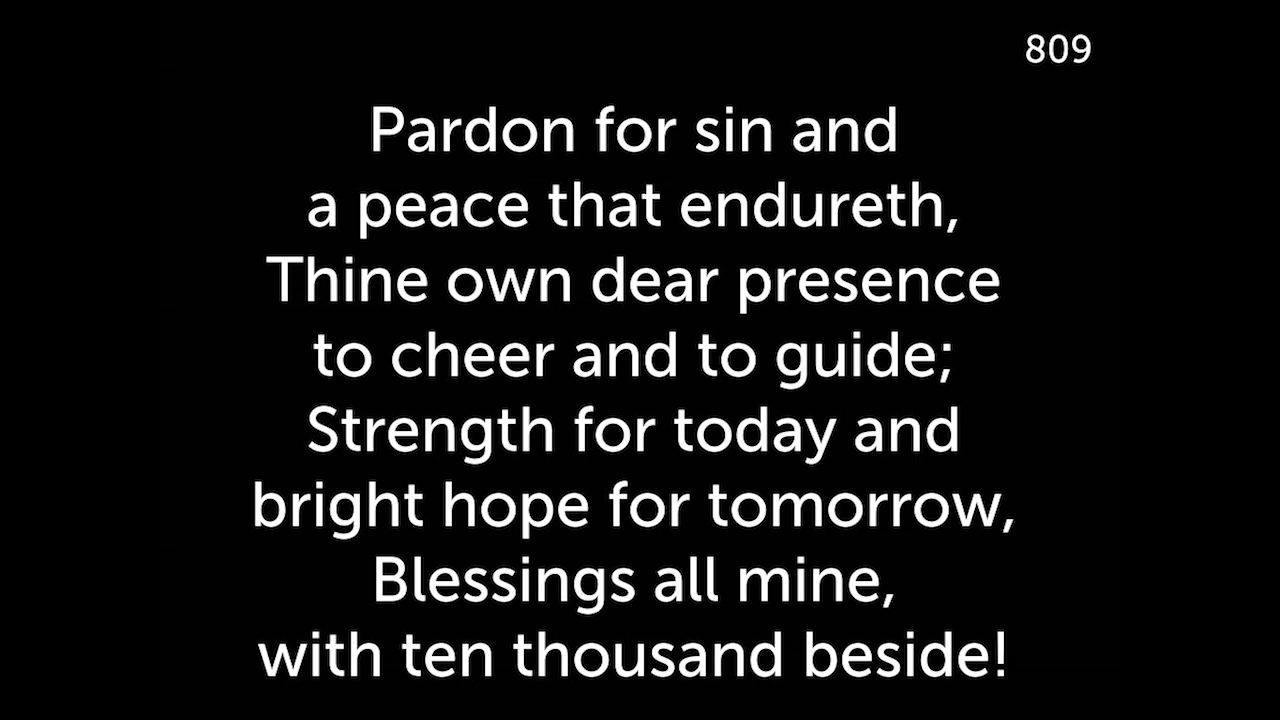 809
Pardon for sin and
a peace that endureth,
Thine own dear presence
to cheer and to guide;
Strength for today and
bright hope for tomorrow,
Blessings all mine,
with ten thousand beside!